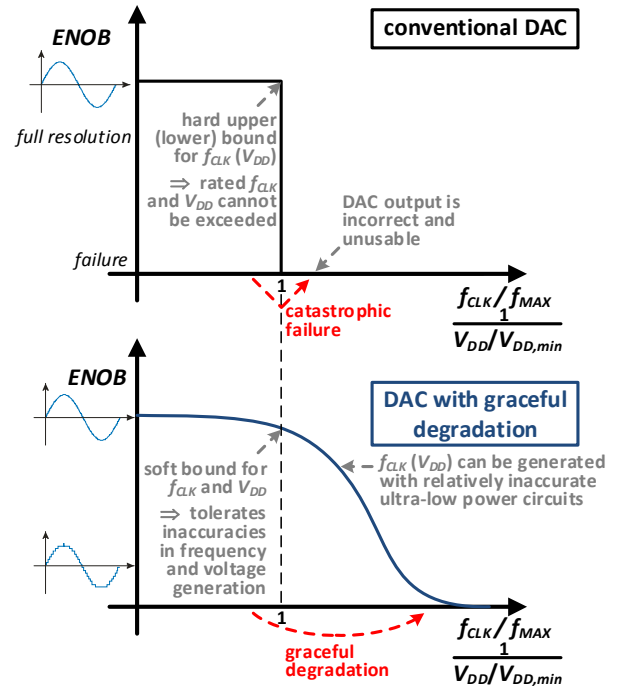 conventional DAC
ENOB
full resolution
hard upper
(lower) bound
for fCLK (VDD)
⇒ rated fCLK
and VDD cannot
be exceeded
DAC output is
incorrect and
unusable
failure
1
catastrophic
failure
fCLK/fMAX
1
VDD/VDD,min
ENOB
DAC with graceful
degradation
fCLK (VDD) can be generated
with relatively inaccurate
ultra-low power circuits
soft bound for
fCLK and VDD
⇒ tolerates
inaccuracies
in frequency
and voltage
generation
1
graceful
degradation
fCLK/fMAX
1
VDD/VDD,min